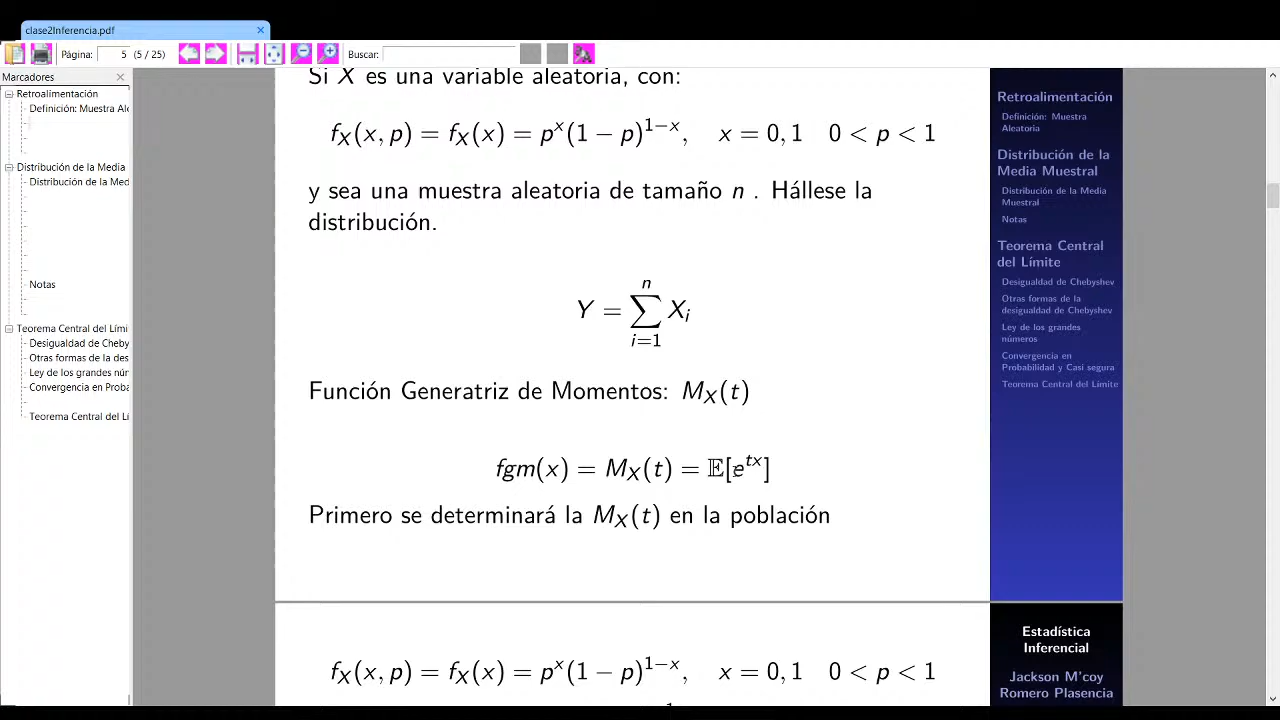 clase2Inferencia.pdf
Página: 5 (5 / 25) Buscar:
Marcadores
Retroalimentación
Definición: Muestra Ale
Distribución de la Media
Distribución de la Med
Notas
Teorema Central del Lími
Desigualdad de Chebys
Otras formas de la des
Ley de los grandes núm
Convergencia en Prob
Teorema Central del Lí
Si X es una variable aleatoria, con:
f_X(x, p) = f_X(x) = p^x(1 − p)^{1−x}, x = 0, 1 0 < p < 1
y sea una muestra aleatoria de tamaño n . Hállese la
distribución.
Y = \sum_{i=1}^{n} X_i
Función Generatriz de Momentos: M_X(t)
fgm(x) = M_X(t) = 𝔼[e^{tx}]
Primero se determinará la M_X(t) en la población
f_X(x, p) = f_X(x) = p^x(1 − p)^{1−x}, x = 0, 1 0 < p < 1
Retroalimentación
Definición: Muestra
Aleatoria
Distribución de la
Media Muestral
Distribución de la Media
Muestral
Notas
Teorema Central
del Límite
Desigualdad de Chebyshev
Otras formas de la
desigualdad de Chebyshev
Ley de los grandes
números
Convergencia en
Probabilidad y Casi segura
Teorema Central del Límite
Estadística
Inferencial
Jackson M'coy
Romero Plasencia